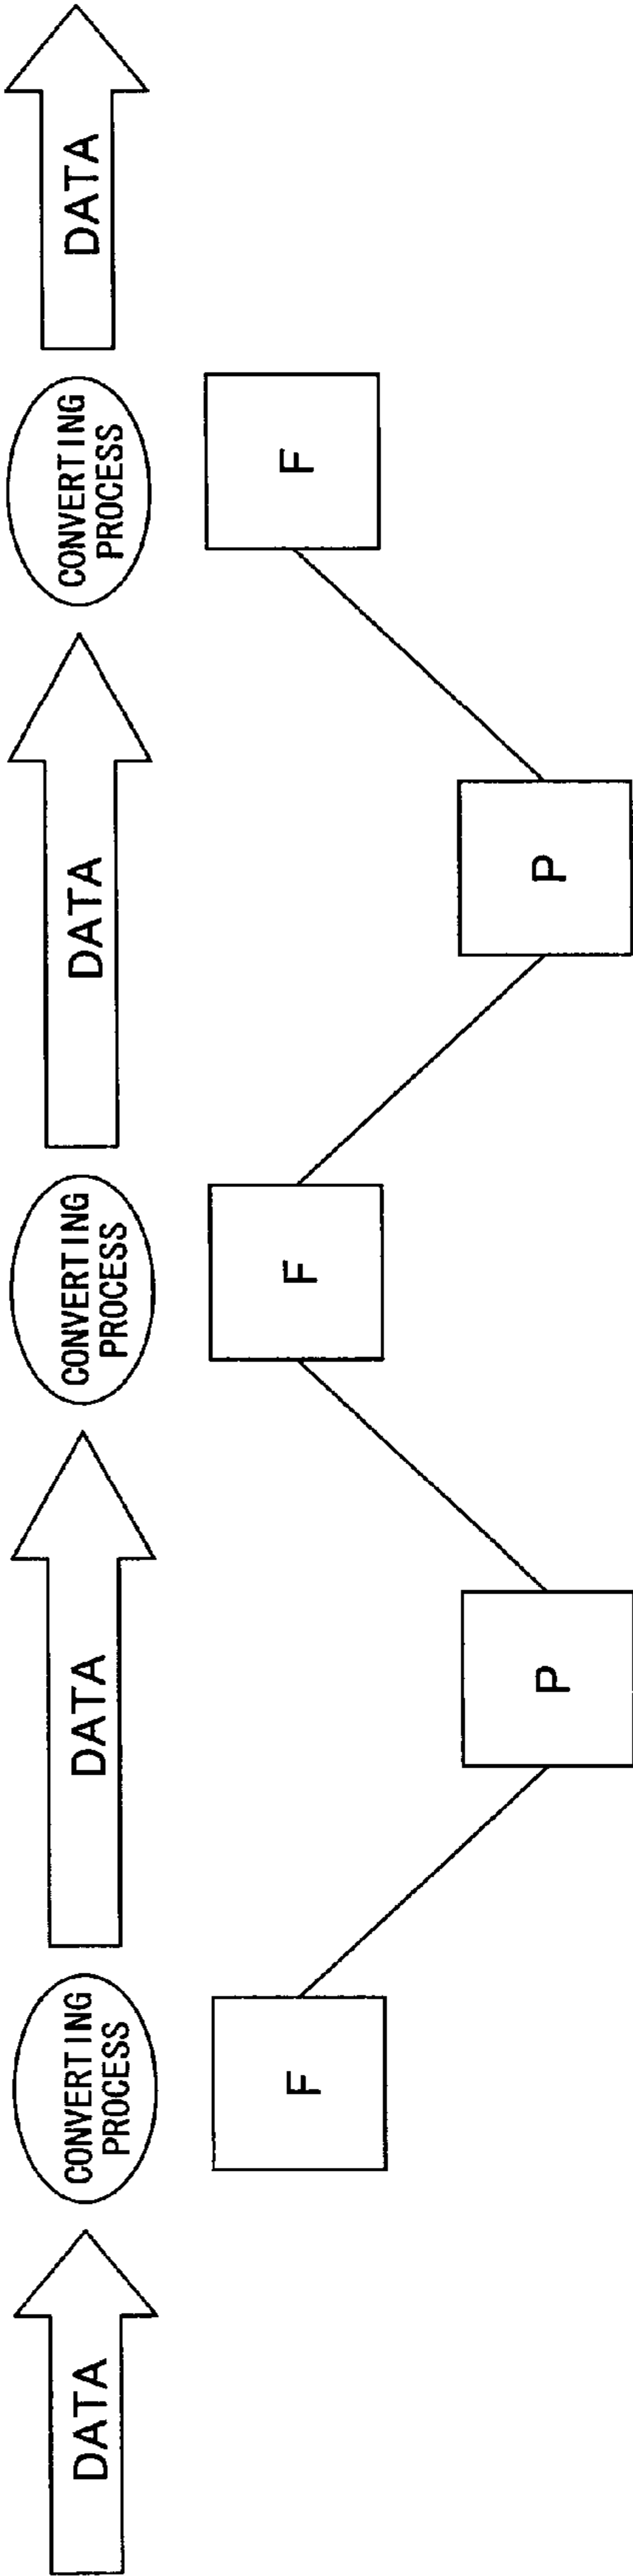 DATA
CONVERTING
PROCESS
DATA
CONVERTING
PROCESS
DATA
CONVERTING
PROCESS
DATA
F
F
F
P
P